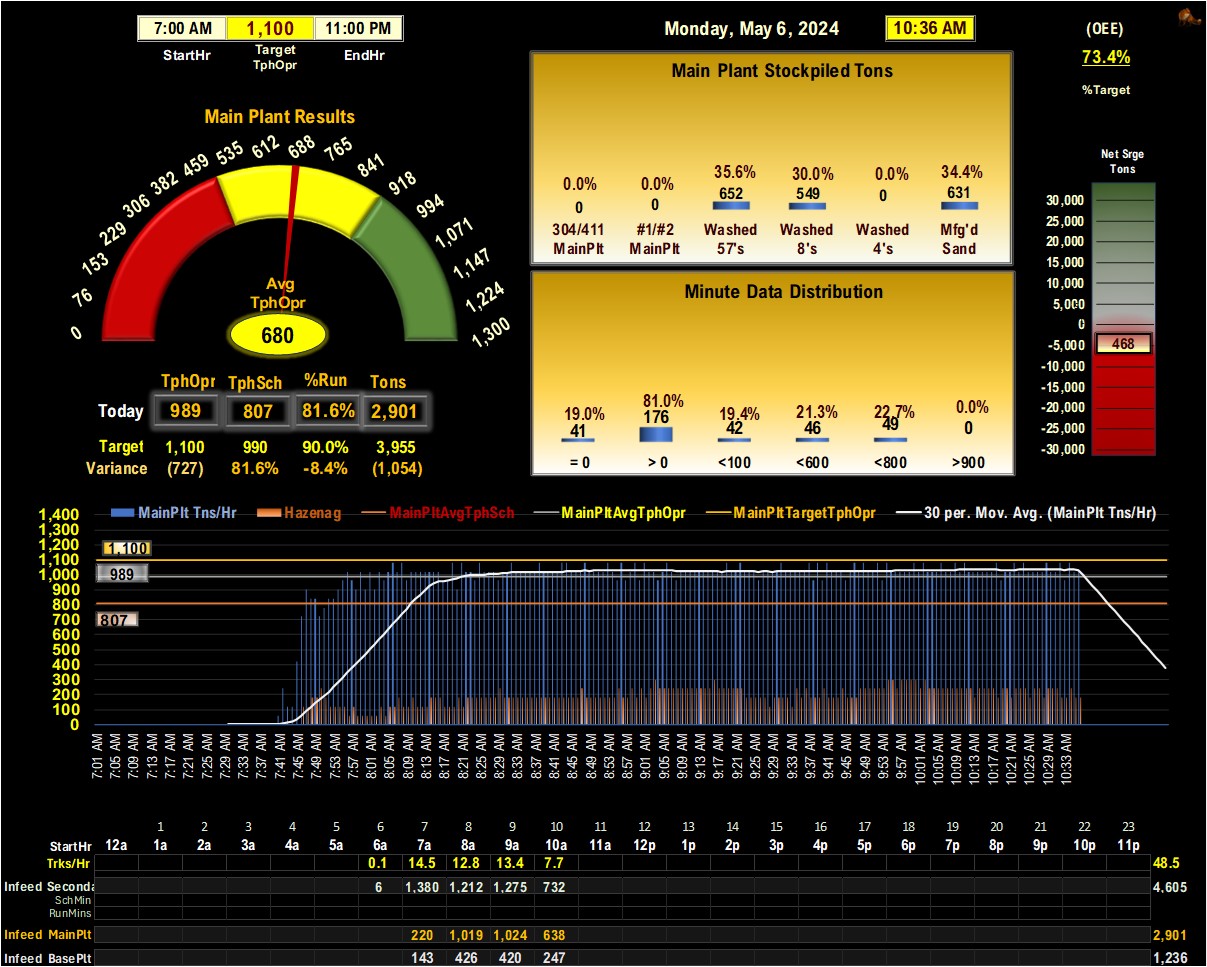 7:00 AM 1,100 11:00 PM
StartHr Target TphOpr EndHr
Monday, May 6, 2024 10:36 AM
(OEE)
73.4%
%Target
Main Plant Results
0 76 153 229 306 382 459 535 612 688 765 841 918 994 1,071 1,147 1,224 1,300
Avg
TphOpr
680
Main Plant Stockpiled Tons
0.0% 0.0% 35.6% 30.0% 0.0% 34.4%
0 0 652 549 0 631
304/411 #1/#2 Washed Washed Washed Mfg'd
MainPlt MainPlt 57's 8's 4's Sand
Minute Data Distribution
19.0% 81.0% 19.4% 21.3% 22.7% 0.0%
41 176 42 46 49 0
= 0 > 0 <100 <600 <800 >900
Net Srge
Tons
30,000
25,000
20,000
15,000
10,000
5,000
0
-5,000 468
-10,000
-15,000
-20,000
-25,000
-30,000
TphOpr TphSch %Run Tons
Today 989 807 81.6% 2,901
Target 1,100 990 90.0% 3,955
Variance (727) 81.6% -8.4% (1,054)
MainPlt Tns/Hr Hazenag MainPltAvgTphSch MainPltAvgTphOpr MainPltTargetTphOpr 30 per. Mov. Avg. (MainPlt Tns/Hr)
1,400
1,300
1,200
1,100
1,000
900
800
700
600
500
400
300
200
100
0
1,100
989
807
7:01 AM 7:05 AM 7:09 AM 7:13 AM 7:17 AM 7:21 AM 7:25 AM 7:29 AM 7:33 AM 7:37 AM 7:41 AM 7:45 AM 7:49 AM 7:53 AM 7:57 AM 8:01 AM 8:05 AM 8:09 AM 8:13 AM 8:17 AM 8:21 AM 8:25 AM 8:29 AM 8:33 AM 8:37 AM 8:41 AM 8:45 AM 8:49 AM 8:53 AM 8:57 AM 9:01 AM 9:05 AM 9:09 AM 9:13 AM 9:17 AM 9:21 AM 9:25 AM 9:29 AM 9:33 AM 9:37 AM 9:41 AM 9:45 AM 9:49 AM 9:53 AM 9:57 AM 10:01 AM 10:05 AM 10:09 AM 10:13 AM 10:17 AM 10:21 AM 10:25 AM 10:29 AM 10:33 AM
1 2 3 4 5 6 7 8 9 10 11 12 13 14 15 16 17 18 19 20 21 22 23
StartHr 12a 1a 2a 3a 4a 5a 6a 7a 8a 9a 10a 11a 12p 1p 2p 3p 4p 5p 6p 7p 8p 9p 10p 11p
Trks/Hr 0.1 14.5 12.8 13.4 7.7 48.5
Infeed Seconda 6 1,380 1,212 1,275 732 4,605
SchMin
RunMins
Infeed MainPlt 220 1,019 1,024 638 2,901
Infeed BasePlt 143 426 420 247 1,236